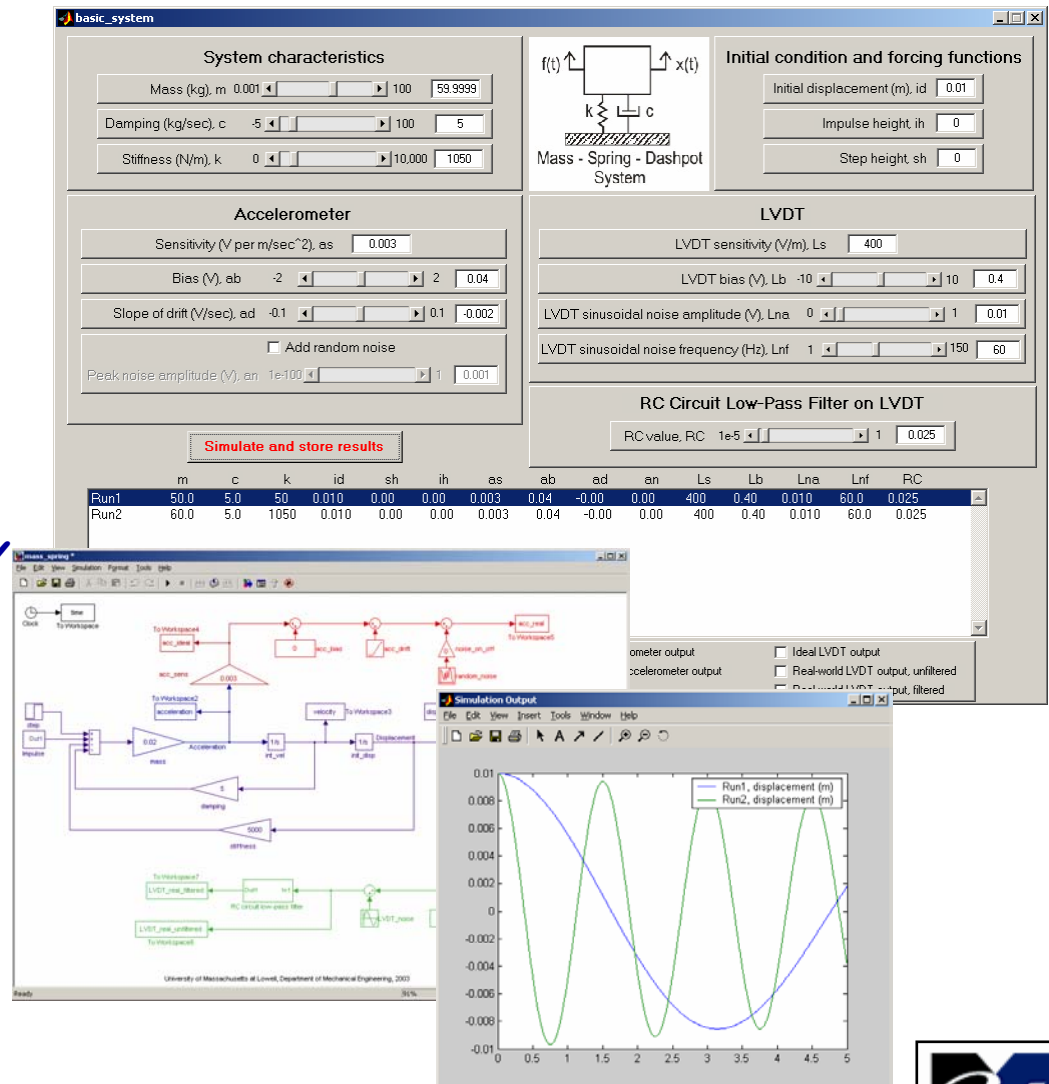 basic_system
System characteristics
Mass (kg), m 0.001 100 59.9999
Damping (kg/sec), c -5 100 5
Stiffness (N/m), k 0 10,000 1050
f(t) x(t)
k c
Mass - Spring - Dashpot
System
Initial condition and forcing functions
Initial displacement (m), id 0.01
Impulse height, ih 0
Step height, sh 0
Accelerometer
Sensitivity (V per m/sec^2), as 0.003
Bias (V), ab -2 2 0.04
Slope of drift (V/sec), ad -0.1 0.1 -0.002
Add random noise
Peak noise amplitude (V), an 1e-100 1 0.001
LVDT
LVDT sensitivity (V/m), Ls 400
LVDT bias (V), Lb -10 10 0.4
LVDT sinusoidal noise amplitude (V), Lna 0 1 0.01
LVDT sinusoidal noise frequency (Hz), Lnf 1 150 60
RC Circuit Low-Pass Filter on LVDT
RC value, RC 1e-5 1 0.025
Simulate and store results
m c k id sh ih as ab ad an Ls Lb Lna Lnf RC
Run1 50.0 5.0 50 0.010 0.00 0.00 0.003 0.04 -0.00 0.00 400 0.40 0.010 60.0 0.025
Run2 60.0 5.0 1050 0.010 0.00 0.00 0.003 0.04 -0.00 0.00 400 0.40 0.010 60.0 0.025
ometer output
ccelerometer output
Ideal LVDT output
Real-world LVDT output, unfiltered
Real-world LVDT output, filtered
mass_spring *
File Edit View Simulation Format Tools Help
Clock
time
To Workspace
To Workspace4
acc_ideal
acc_sens
0.003
0
acc_bias
acc_drift
0
noise_on_off
random_noise
acc_real
To Workspace5
To Workspace2
acceleration
velocity
To Workspace3
step
Out1
impulse
0.02
mass
Acceleration
1/s
int_vel
1/s
Displacement
int_disp
5
damping
5000
stiffness
To Workspace7
LVDT_real_filtered
Out1 In1
RC circuit low-pass filter
LVDT_noise
LVDT_real_unfiltered
To Workspace6
University of Massachusetts at Lowell, Department of Mechanical Engineering, 2003
Ready
91%
Simulation Output
File Edit View Insert Tools Window Help
Run1, displacement (m)
Run2, displacement (m)
0.01
0.008
0.006
0.004
0.002
0
-0.002
-0.004
-0.006
-0.008
-0.01
0 0.5 1 1.5 2 2.5 3 3.5 4 4.5 5